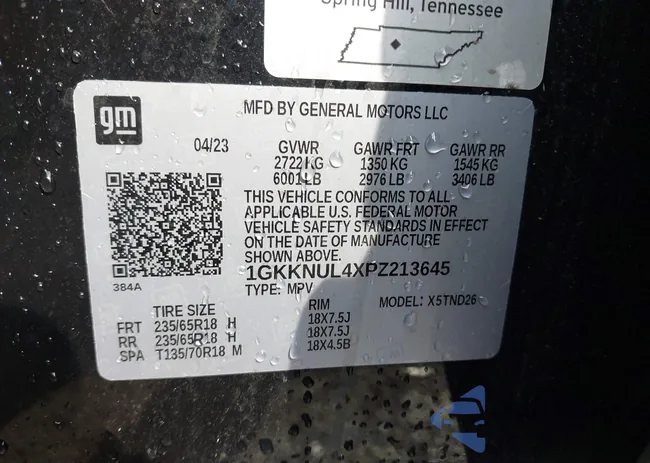 Spring Hill, Tennessee
gm
MFD BY GENERAL MOTORS LLC
04/23 GVWR GAWR FRT GAWR RR
2722 KG 1350 KG 1545 KG
6001 LB 2976 LB 3406 LB
THIS VEHICLE CONFORMS TO ALL
APPLICABLE U.S. FEDERAL MOTOR
VEHICLE SAFETY STANDARDS IN EFFECT
ON THE DATE OF MANUFACTURE
SHOWN ABOVE.
1GKKNUL4XPZ213645
384A TYPE: MPV MODEL: X5TND26
TIRE SIZE RIM
FRT 235/65R18 H 18X7.5J
RR 235/65R18 H 18X7.5J
SPA T135/70R18 M 18X4.5B